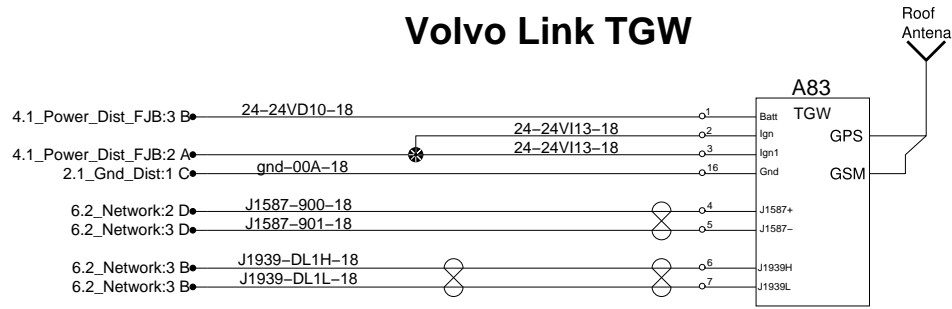 Volvo Link TGW
Roof
Antena
A83
4.1_Power_Dist_FJB:3 B 24–24VD10–18 1 Batt TGW
24–24VI13–18 2 Ign GPS
4.1_Power_Dist_FJB:2 A 24–24VI13–18 3 Ign1
2.1_Gnd_Dist:1 C gnd–00A–18 16 Gnd GSM
6.2_Network:2 D J1587–900–18 4 J1587+
6.2_Network:3 D J1587–901–18 5 J1587–
6.2_Network:3 B J1939–DL1H–18 6 J1939H
6.2_Network:3 B J1939–DL1L–18 7 J1939L